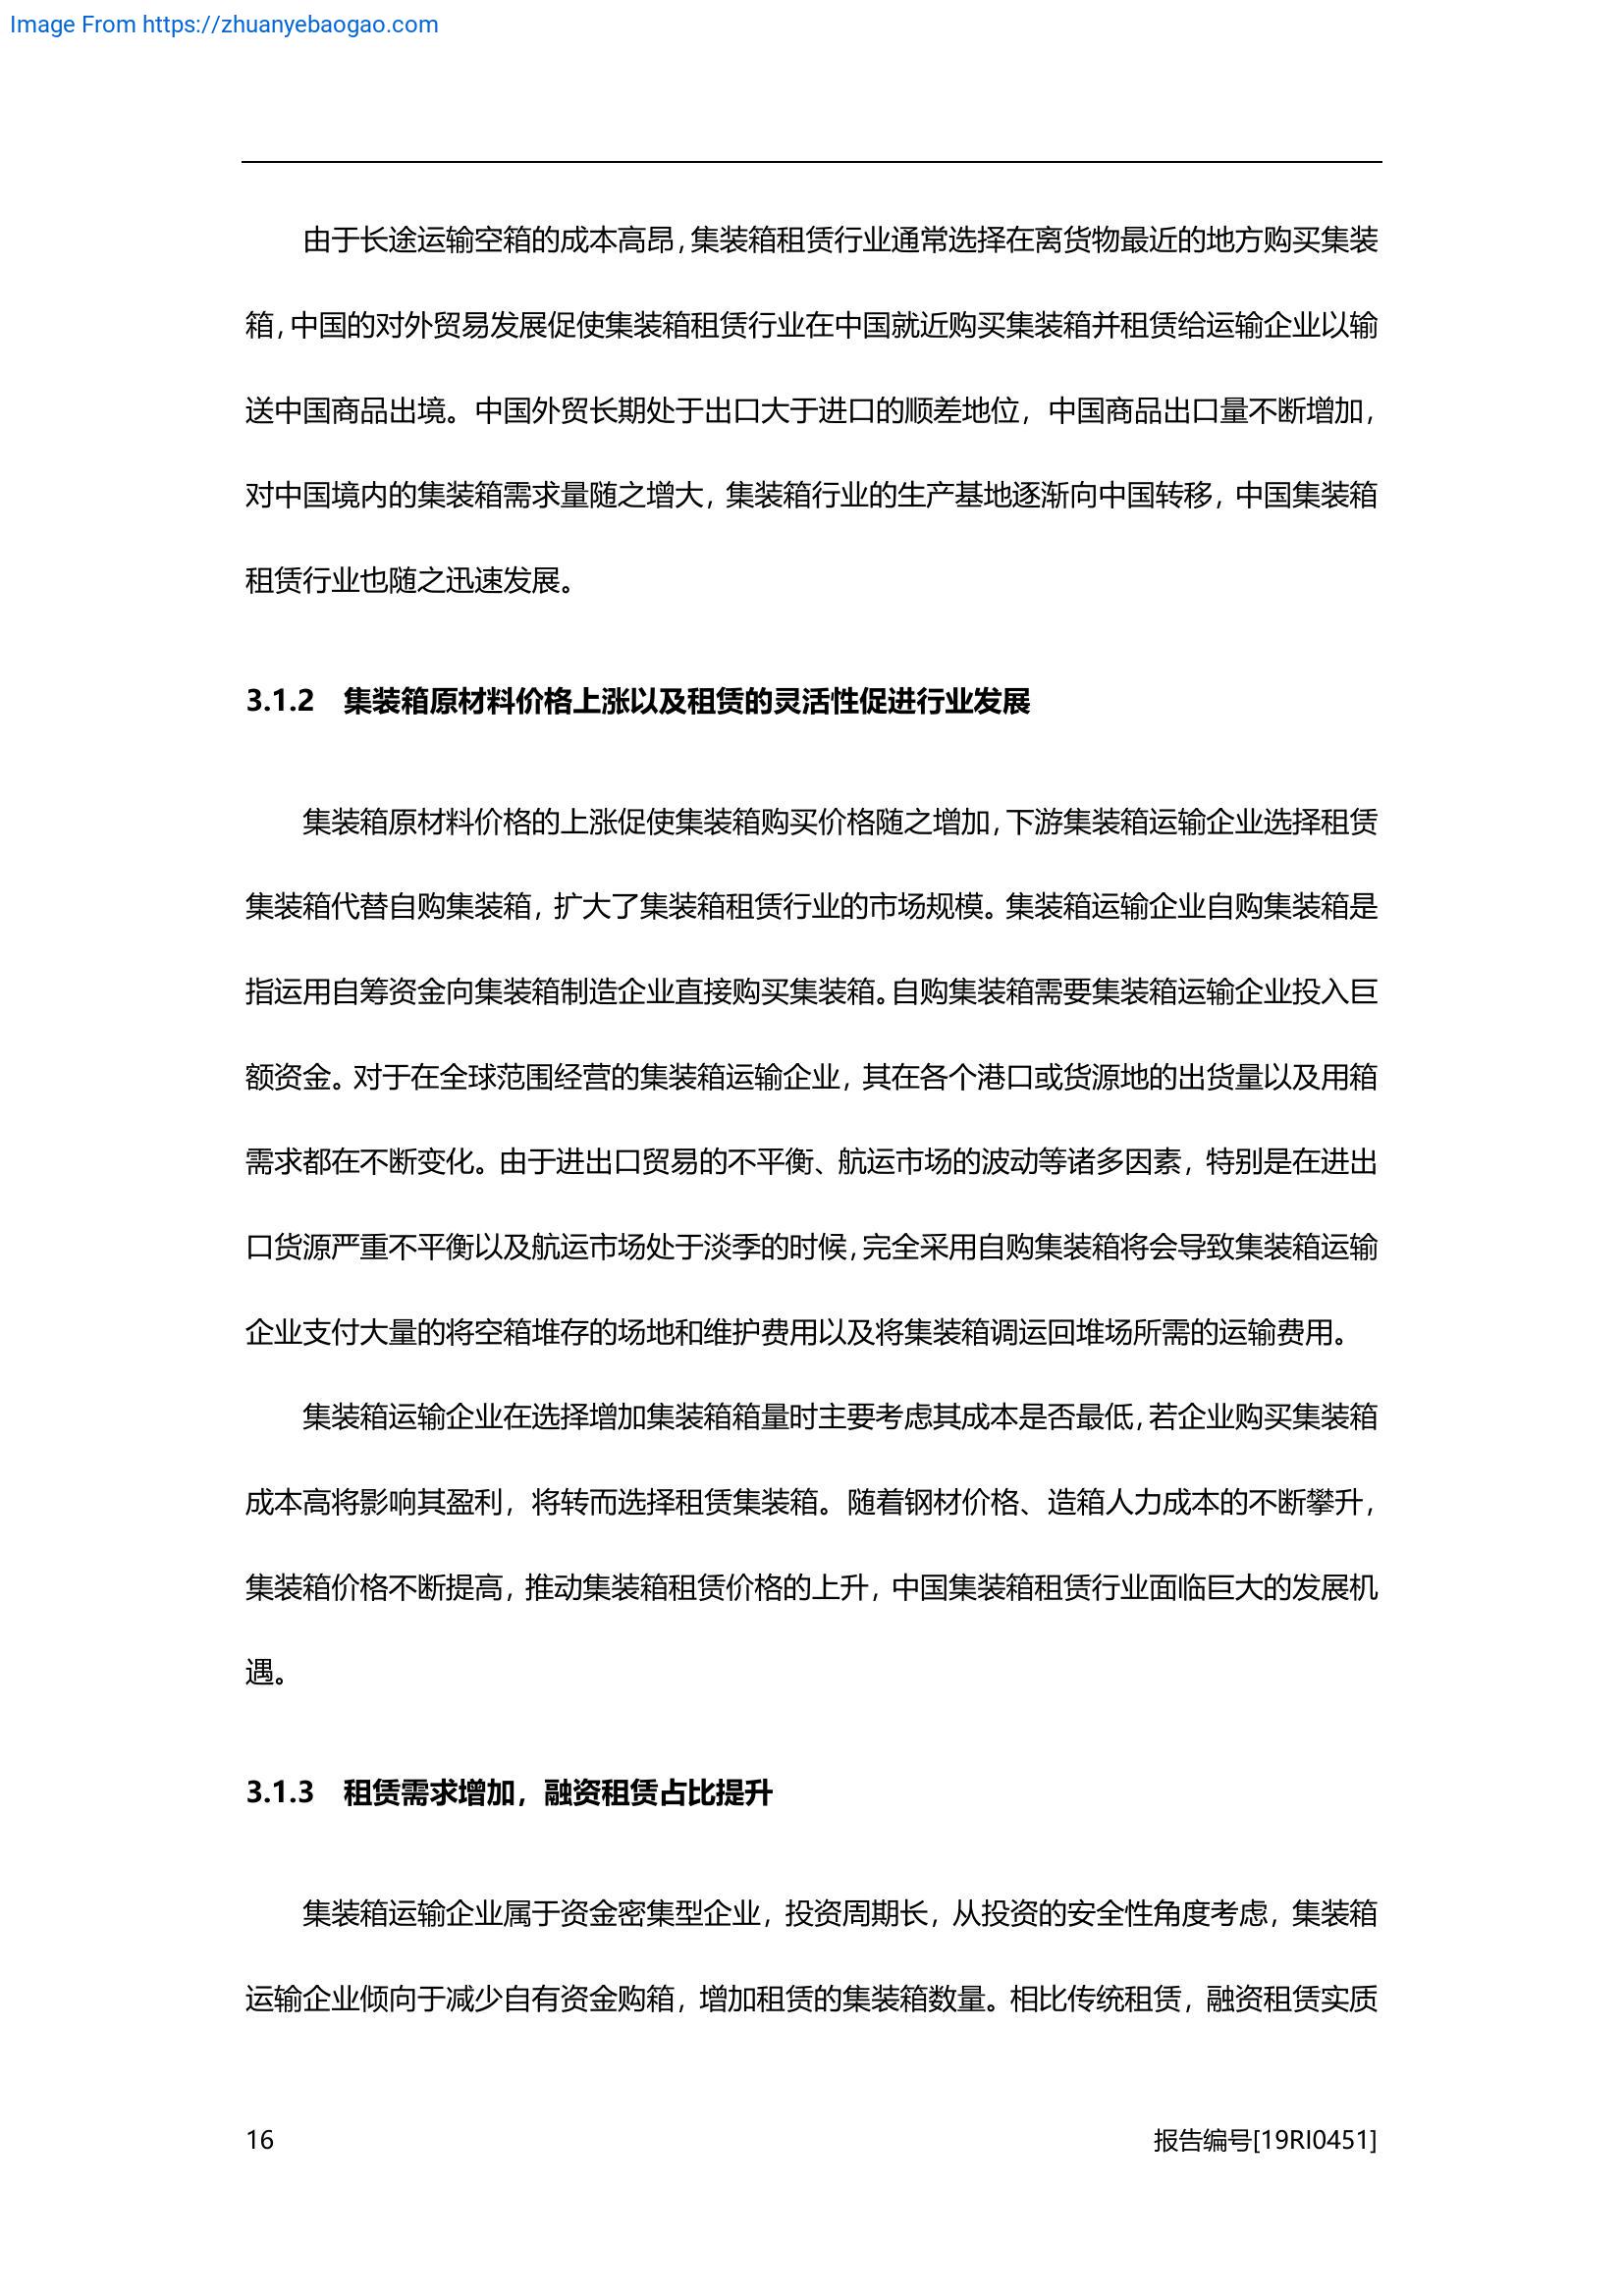 Image From https://zhuanyebaogao.com
由于长途运输空箱的成本高昂，集装箱租赁行业通常选择在离货物最近的地方购买集装
箱，中国的对外贸易发展促使集装箱租赁行业在中国就近购买集装箱并租赁给运输企业以输
送中国商品出境。中国外贸长期处于出口大于进口的顺差地位，中国商品出口量不断增加，
对中国境内的集装箱需求量随之增大，集装箱行业的生产基地逐渐向中国转移，中国集装箱
租赁行业也随之迅速发展。
3.1.2 集装箱原材料价格上涨以及租赁的灵活性促进行业发展
集装箱原材料价格的上涨促使集装箱购买价格随之增加，下游集装箱运输企业选择租赁
集装箱代替自购集装箱，扩大了集装箱租赁行业的市场规模。集装箱运输企业自购集装箱是
指运用自筹资金向集装箱制造企业直接购买集装箱。自购集装箱需要集装箱运输企业投入巨
额资金。对于在全球范围经营的集装箱运输企业，其在各个港口或货源地的出货量以及用箱
需求都在不断变化。由于进出口贸易的不平衡、航运市场的波动等诸多因素，特别是在进出
口货源严重不平衡以及航运市场处于淡季的时候，完全采用自购集装箱将会导致集装箱运输
企业支付大量的将空箱堆存的场地和维护费用以及将集装箱调运回堆场所需的运输费用。
集装箱运输企业在选择增加集装箱箱量时主要考虑其成本是否最低，若企业购买集装箱
成本高将影响其盈利，将转而选择租赁集装箱。随着钢材价格、造箱人力成本的不断攀升，
集装箱价格不断提高，推动集装箱租赁价格的上升，中国集装箱租赁行业面临巨大的发展机
遇。
3.1.3 租赁需求增加，融资租赁占比提升
集装箱运输企业属于资金密集型企业，投资周期长，从投资的安全性角度考虑，集装箱
运输企业倾向于减少自有资金购箱，增加租赁的集装箱数量。相比传统租赁，融资租赁实质
16 报告编号[19RI0451]